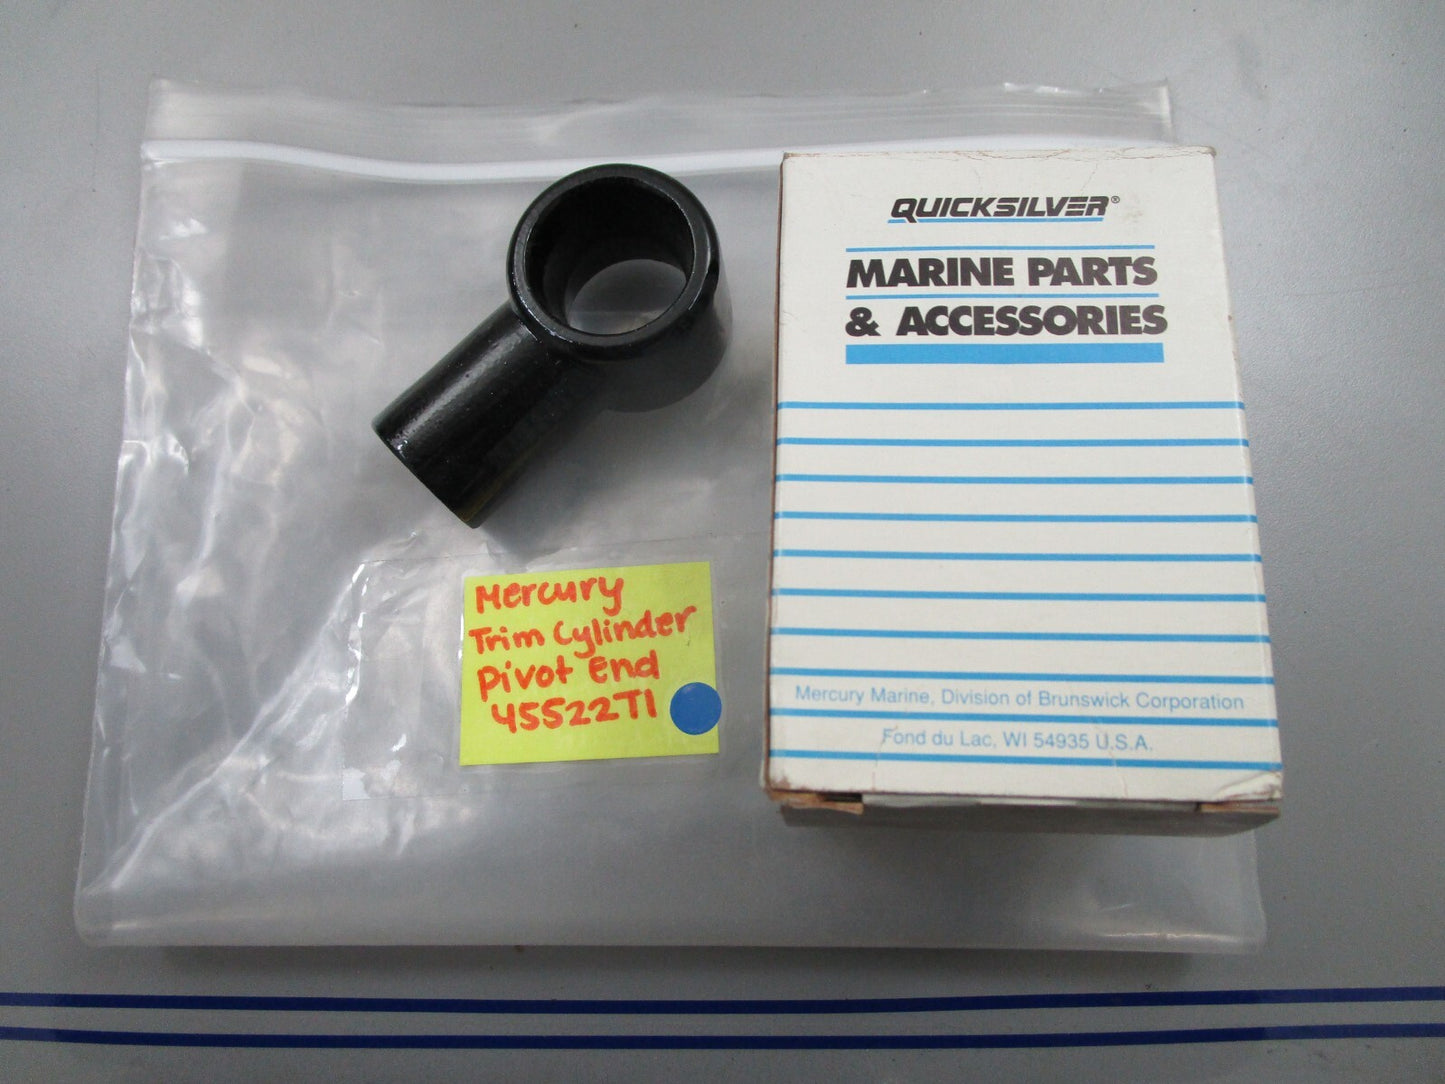 QUICKSILVER®
MARINE PARTS
& ACCESSORIES
Mercury Marine, Division of Brunswick Corporation
Fond du Lac, WI 54935 U.S.A.
Mercury
Trim Cylinder
Pivot End
45522T1